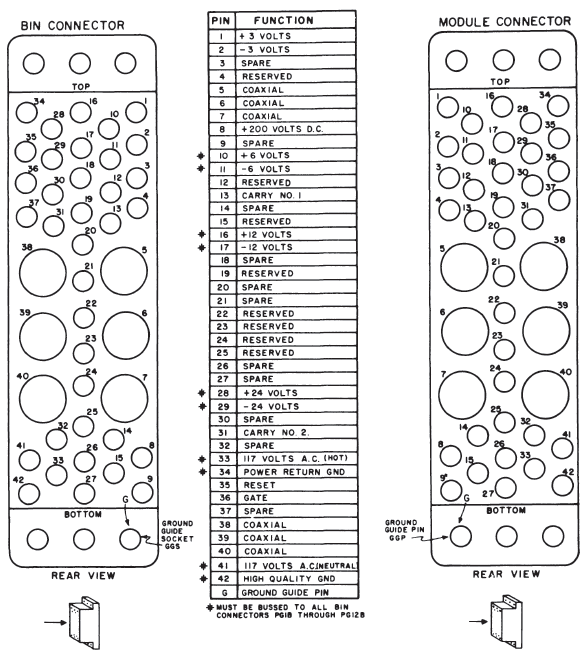 BIN CONNECTOR
TOP
34
16
1
28
10
35
17
2
29
11
36
18
3
30
12
37
19
4
31
13
20
38
5
21
22
39
6
23
24
40
7
25
32
14
41
26
8
33
15
42
27
9
G
BOTTOM
GROUND
GUIDE
SOCKET
GGS
REAR VIEW
PIN FUNCTION
1 + 3 VOLTS
2 - 3 VOLTS
3 SPARE
4 RESERVED
5 COAXIAL
6 COAXIAL
7 COAXIAL
8 +200 VOLTS D.C.
9 SPARE
* 10 +6 VOLTS
* 11 -6 VOLTS
12 RESERVED
13 CARRY NO. 1
14 SPARE
15 RESERVED
* 16 +12 VOLTS
* 17 -12 VOLTS
18 SPARE
19 RESERVED
20 SPARE
21 SPARE
22 RESERVED
23 RESERVED
24 RESERVED
25 RESERVED
26 SPARE
27 SPARE
* 28 +24 VOLTS
* 29 -24 VOLTS
30 SPARE
31 CARRY NO. 2.
32 SPARE
* 33 117 VOLTS A.C. (HOT)
* 34 POWER RETURN GND
35 RESET
36 GATE
37 SPARE
38 COAXIAL
39 COAXIAL
40 COAXIAL
* 41 117 VOLTS A.C.(NEUTRAL)
* 42 HIGH QUALITY GND
G GROUND GUIDE PIN
* MUST BE BUSSED TO ALL BIN
CONNECTORS PG1B THROUGH PG12B
MODULE CONNECTOR
TOP
1
16
34
10
28
2
17
35
11
29
3
18
36
12
30
4
19
37
13
31
20
5
38
21
22
6
39
23
24
7
40
25
14
32
8
26
41
15
33
9
27
42
G
BOTTOM
GROUND
GUIDE PIN
GGP
REAR VIEW